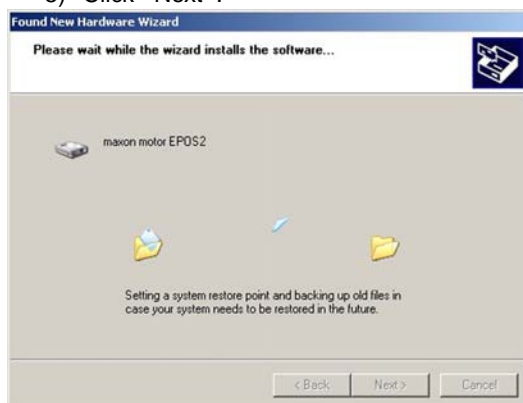 Click "Next".
Found New Hardware Wizard
Please wait while the wizard installs the software...
maxon motor EPOS2
Setting a system restore point and backing up old files in
case your system needs to be restored in the future.
< Back Next > Cancel